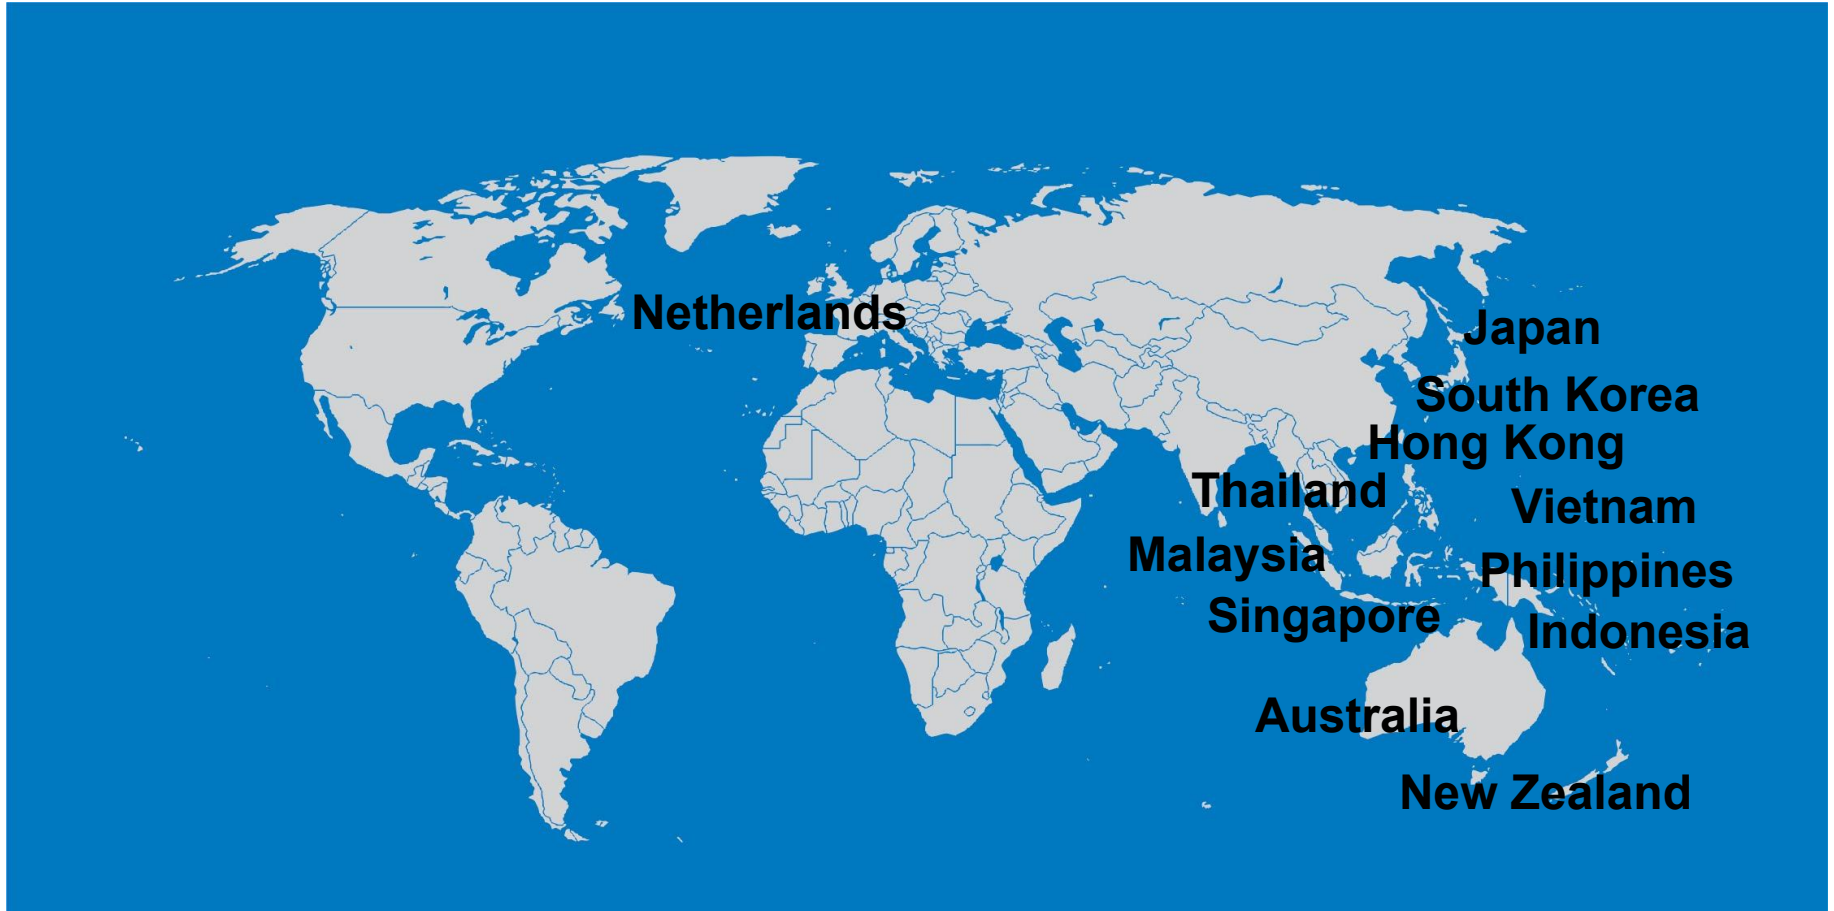 Netherlands
Japan
South Korea
Hong Kong
Thailand
Vietnam
Malaysia
Philippines
Singapore
Indonesia
Australia
New Zealand